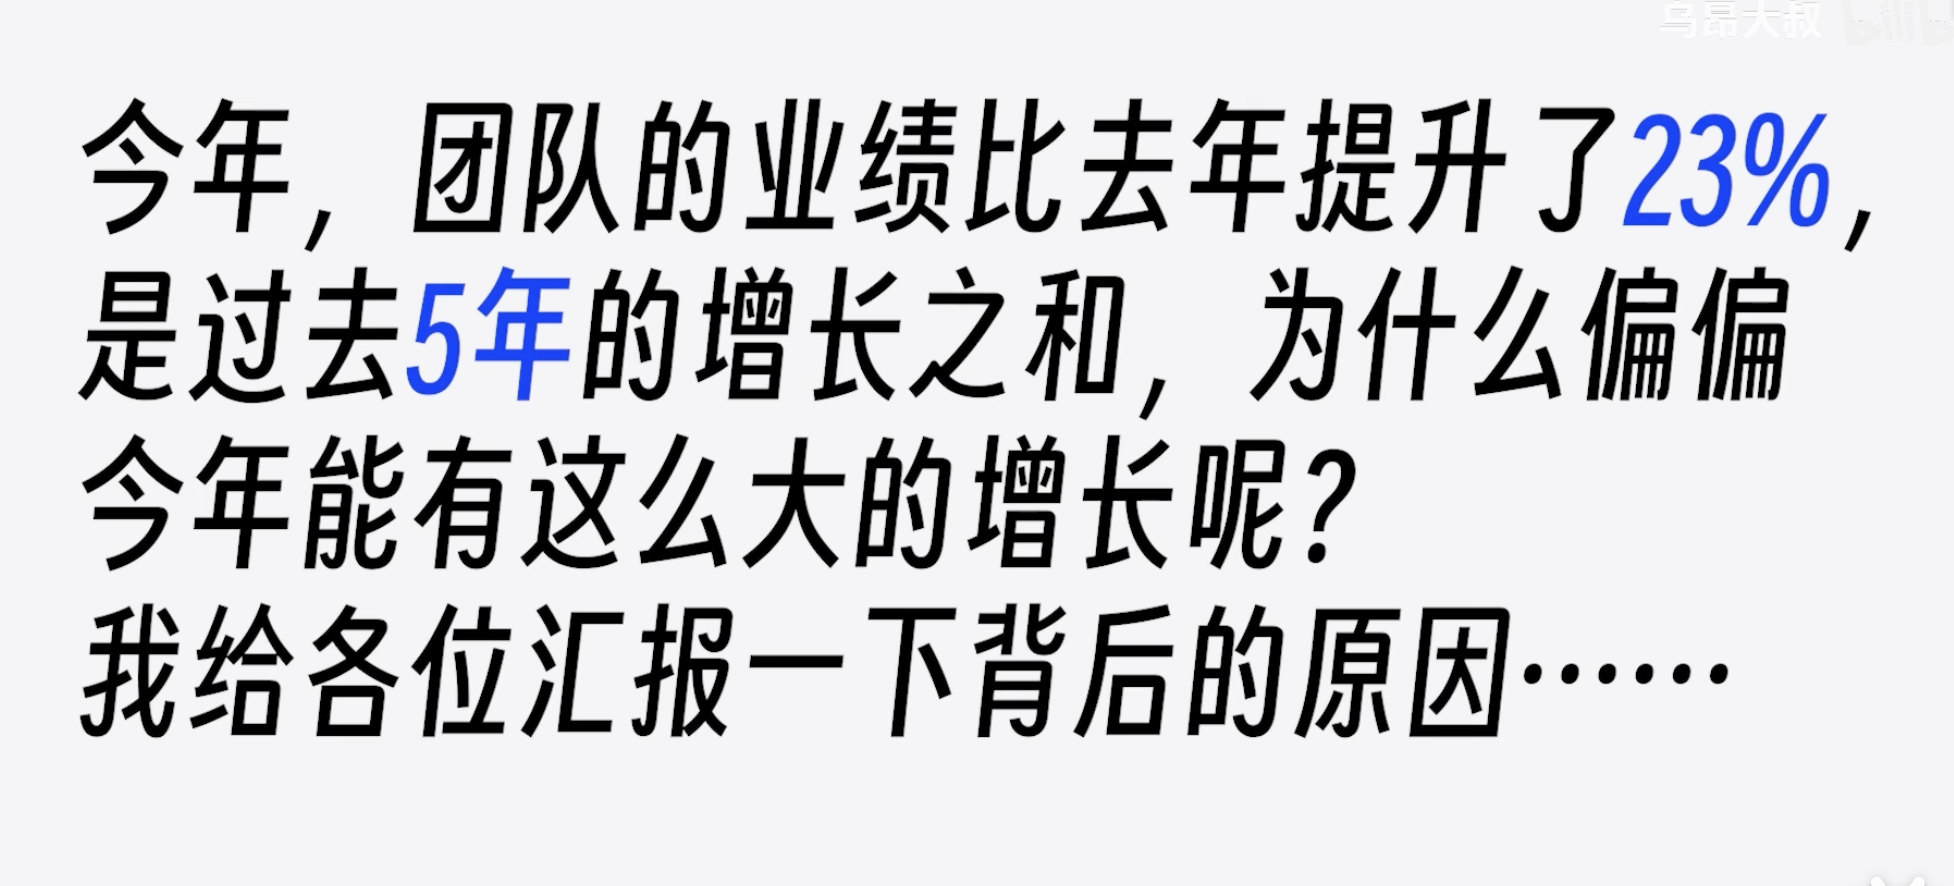 乌昂大叔 bilib
今年，团队的业绩比去年提升了23%，
是过去5年的增长之和，为什么偏偏
今年能有这么大的增长呢？
我给各位汇报一下背后的原因……